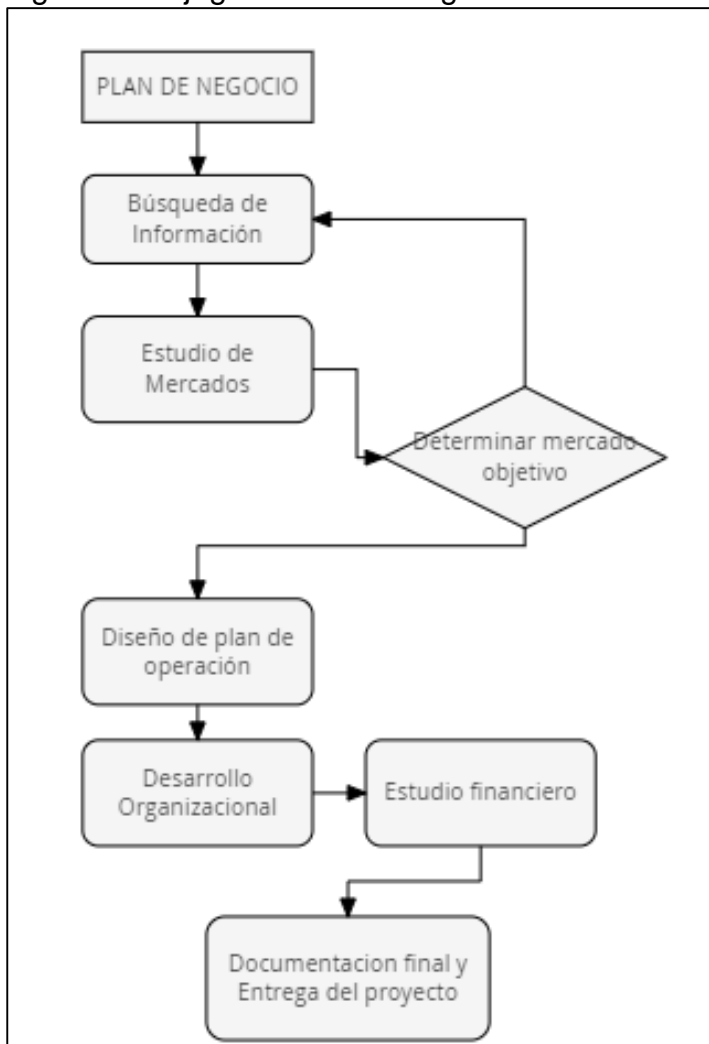 PLAN DE NEGOCIO
Búsqueda de
Información
Estudio de
Mercados
Determinar mercado
objetivo
Diseño de plan de
operación
Desarrollo
Organizacional
Estudio financiero
Documentacion final y
Entrega del proyecto